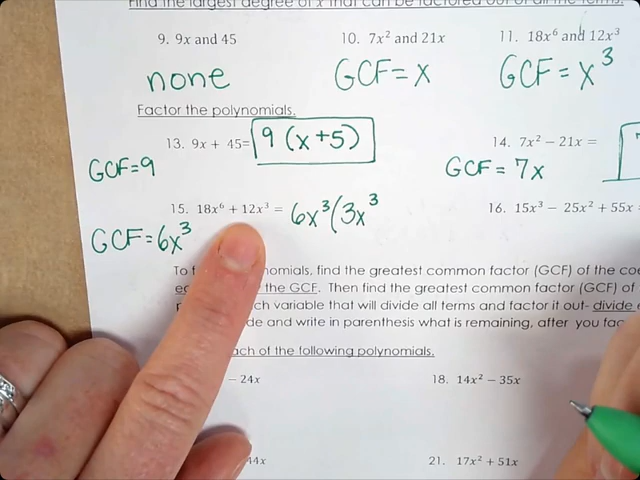 Find the largest degree of x that can be factored out of all the terms.
9. 9x and 45
10. 7x² and 21x
11. 18x⁶ and 12x³
none
GCF = x
GCF = x³
Factor the polynomials.
13. 9x + 45= 9 (x+5)
14. 7x² − 21x =
GCF=9
GCF = 7x
15. 18x⁶ + 12x³ = 6x³(3x³
16. 15x³ − 25x² + 55x =
GCF=6x³
nomials, find the greatest common factor (GCF) of the
the GCF. Then find the greatest common factor (GCF) of
ch variable that will divide all terms and factor it out- divide
and write in parenthesis what is remaining, after you
ach of the following polynomials.
− 24x
18. 14x² − 35x
4x
21. 17x² + 51x